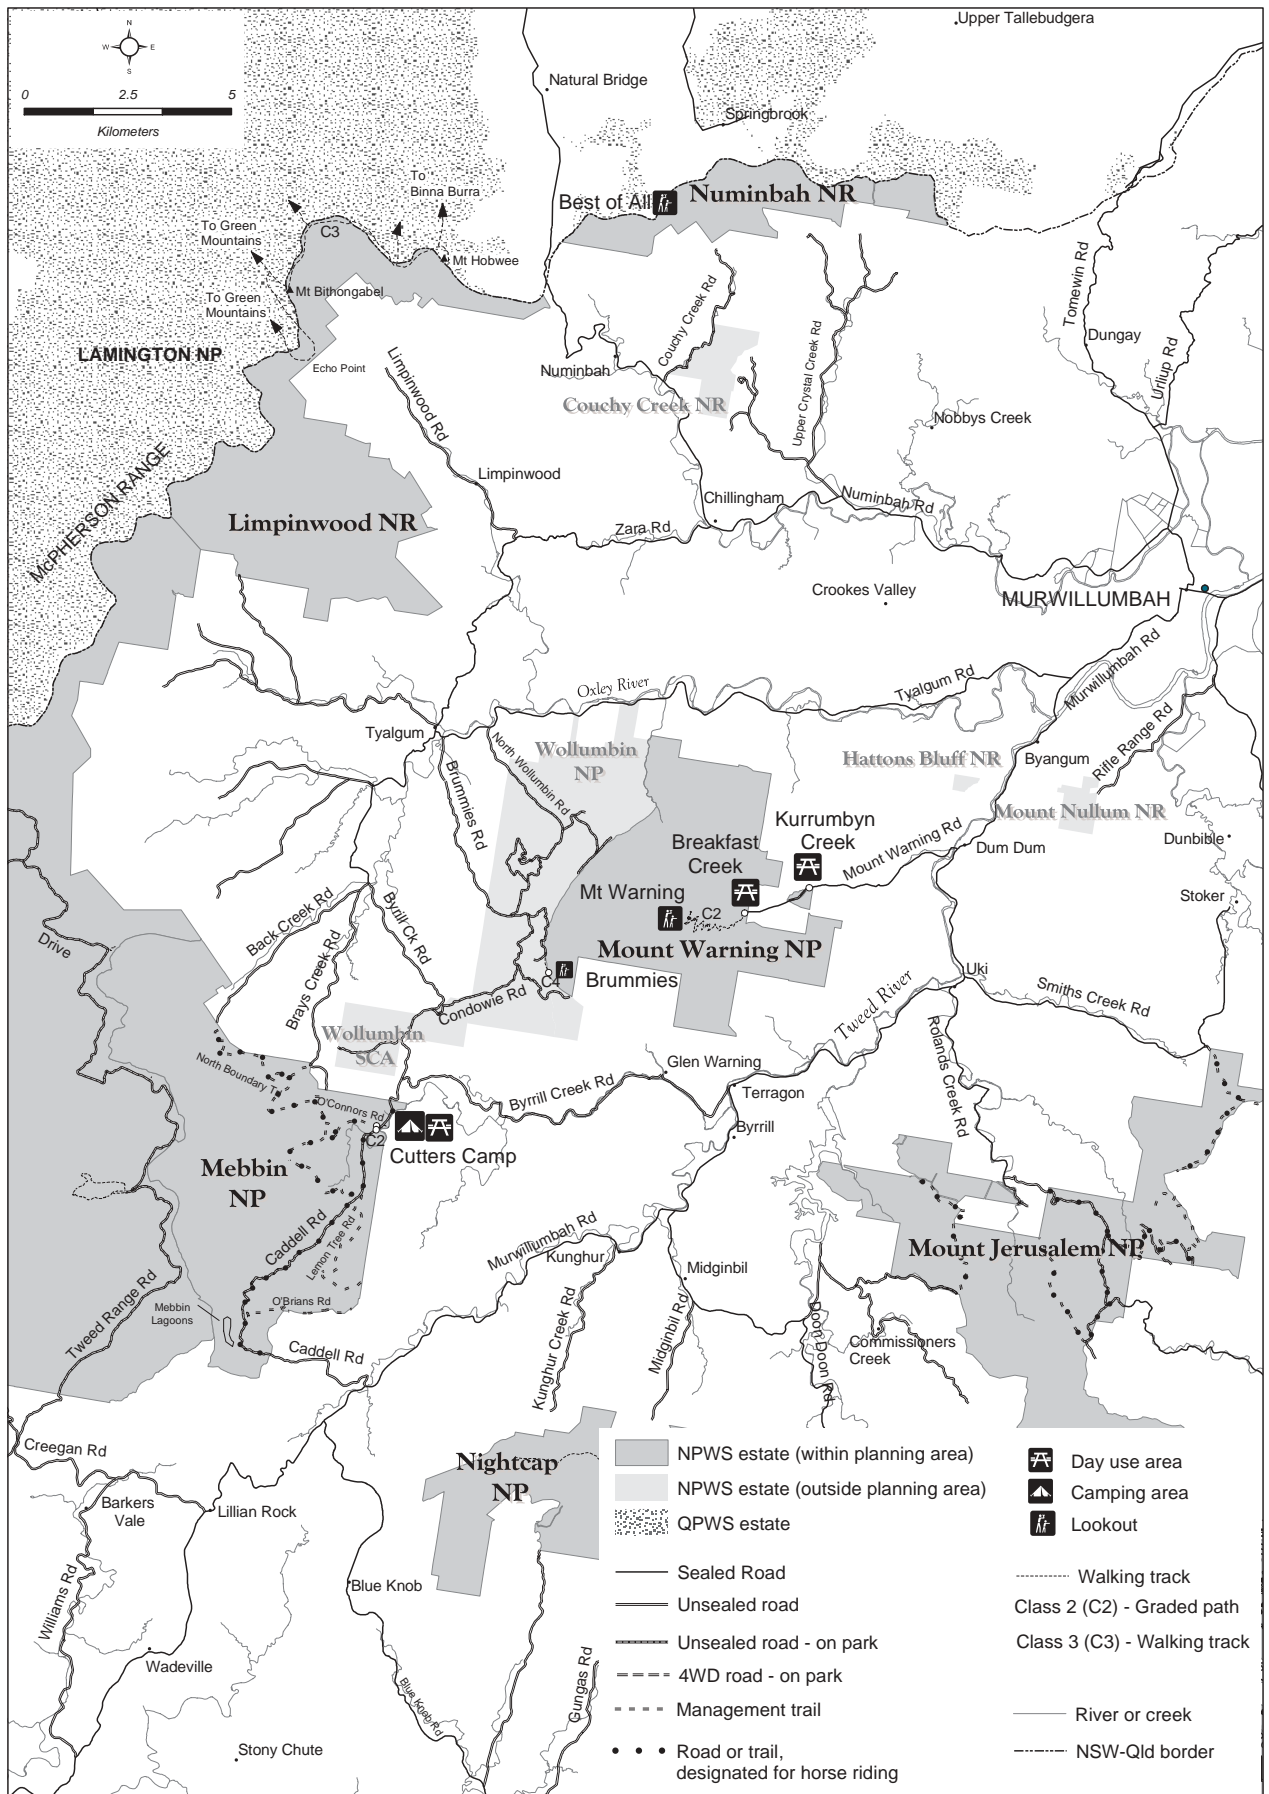 Upper Tallebudgera
N
W
E
S
0
2.5
5
Kilometers
Natural Bridge
Springbrook
To
Binna Burra
Best of All
Numinbah NR
To Green
Mountains
C3
Mt Hobwee
Mt Bithongabel
To Green
Mountains
LAMINGTON NP
Echo Point
Limpinwood Rd
Numinbah
Couchy Creek Rd
Couchy Creek NR
Upper Crystal Creek Rd
Tomewin Rd
Dungay
Urliup Rd
Nobbys Creek
McPHERSON RANGE
Limpinwood
Limpinwood NR
Chillingham
Numinbah Rd
Zara Rd
Crookes Valley
MURWILLUMBAH
Oxley River
Tyalgum Rd
Murwillumbah Rd
Tyalgum
Wollumbin
NP
North Wollumbin Rd
Brummies Rd
Hattons Bluff NR
Byangum
Rifle Range Rd
Mount Nullum NR
Kurrumbyn
Creek
Breakfast
Creek
Mount Warning Rd
Dum Dum
Dunbible
Mt Warning
C2
Stoker
Mount Warning NP
Back Creek Rd
Byrrill Ck Rd
Drive
Brays Creek Rd
C4
Brummies
Condowie Rd
Uki
Tweed River
Smiths Creek Rd
Wollumbin
SCA
Rolands Creek Rd
North Boundary Tr
Glen Warning
Byrrill Creek Rd
Terragon
O'Connors Rd
Byrrill
C2
Cutters Camp
Mebbin
NP
Caddell Rd
Lemon Tree Rd
Murwillumbah Rd
Kunghur
Mount Jerusalem NP
Midginbil
Tweed Range Rd
Mebbin
Lagoons
O'Brians Rd
Kunghur Creek Rd
Midginbil Rd
Doon Doon Rd
Commissioners
Creek
Caddell Rd
Creegan Rd
Nightcap
NP
Barkers
Vale
Lillian Rock
Williams Rd
Blue Knob
Wadeville
Blue Knob Rd
Gungas Rd
Stony Chute
NPWS estate (within planning area)
NPWS estate (outside planning area)
QPWS estate
Sealed Road
Unsealed road
Unsealed road - on park
4WD road - on park
Management trail
Road or trail,
designated for horse riding
Day use area
Camping area
Lookout
Walking track
Class 2 (C2) - Graded path
Class 3 (C3) - Walking track
River or creek
NSW-Qld border